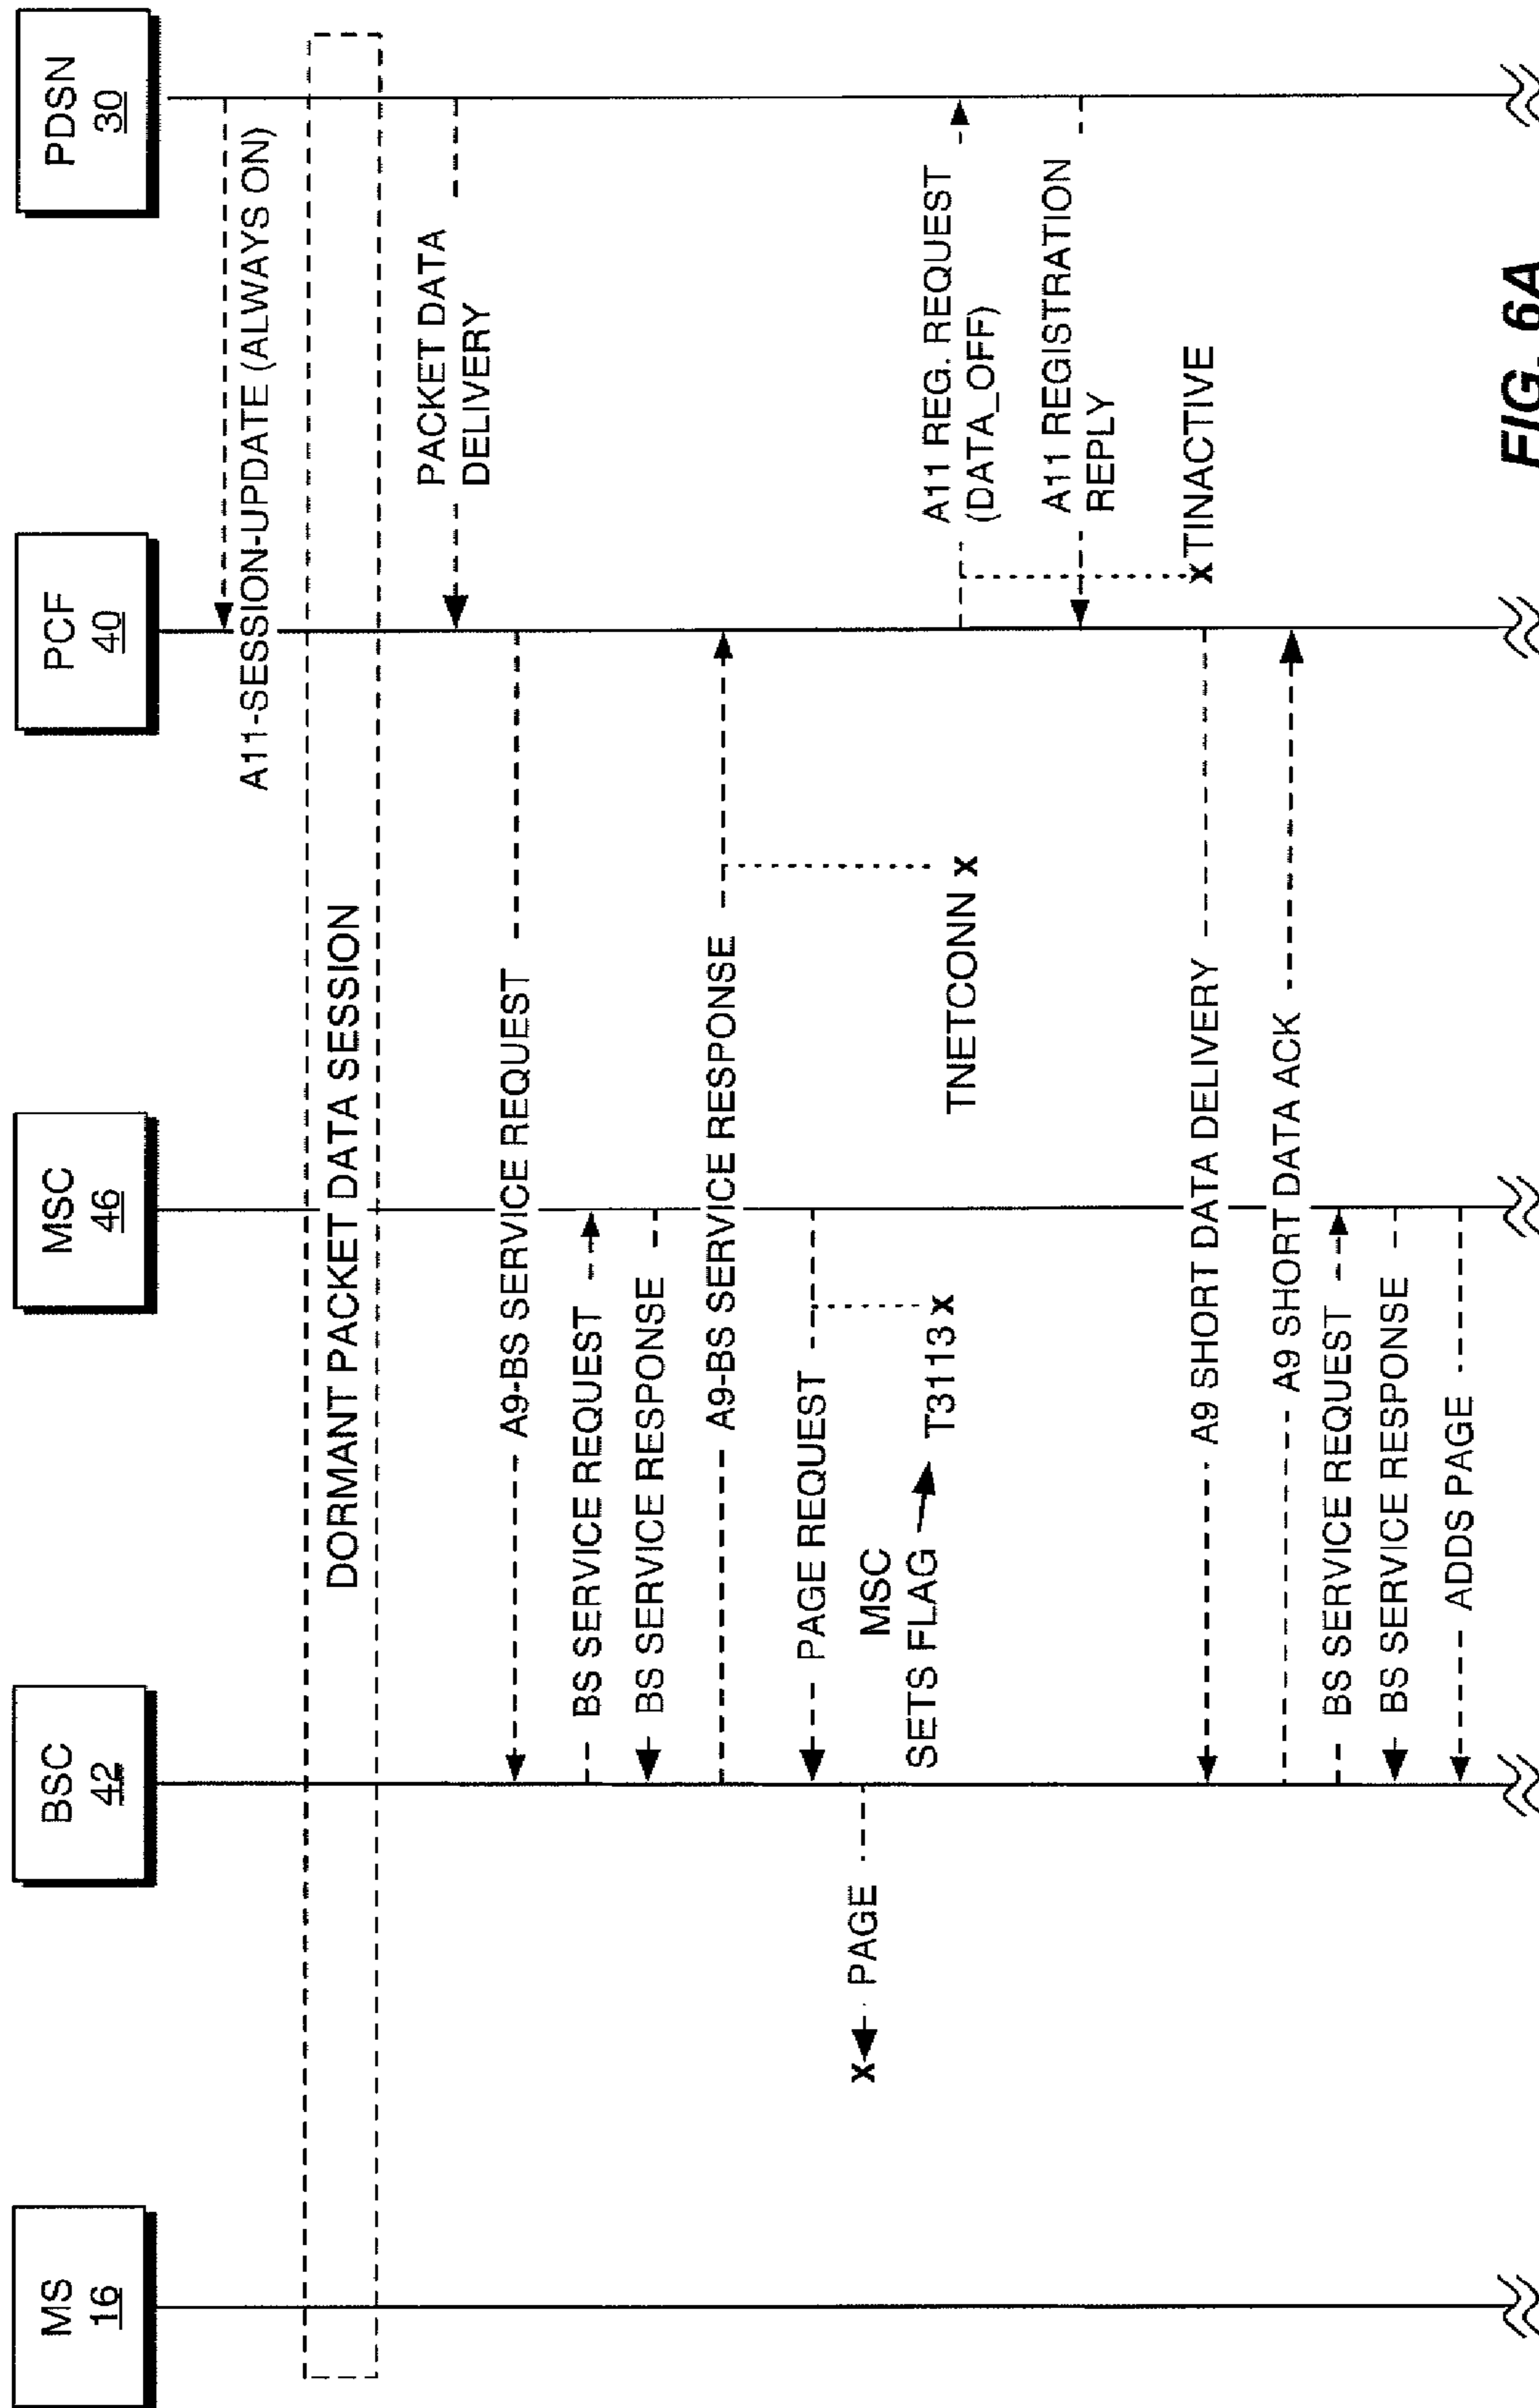 MS
16
BSC
42
MSC
46
PCF
40
PDSN
30
A11-SESSION-UPDATE (ALWAYS ON)
DORMANT PACKET DATA SESSION
PACKET DATA
DELIVERY
A9-BS SERVICE REQUEST
BS SERVICE REQUEST
BS SERVICE RESPONSE
A9-BS SERVICE RESPONSE
PAGE REQUEST
PAGE
X
MSC
SETS FLAG
T3113 X
TNETCONN X
A11 REG. REQUEST
(DATA_OFF)
A11 REGISTRATION
REPLY
X TINACTIVE
A9 SHORT DATA DELIVERY
A9 SHORT DATA ACK
BS SERVICE REQUEST
BS SERVICE RESPONSE
ADDS PAGE
FIG. 6A